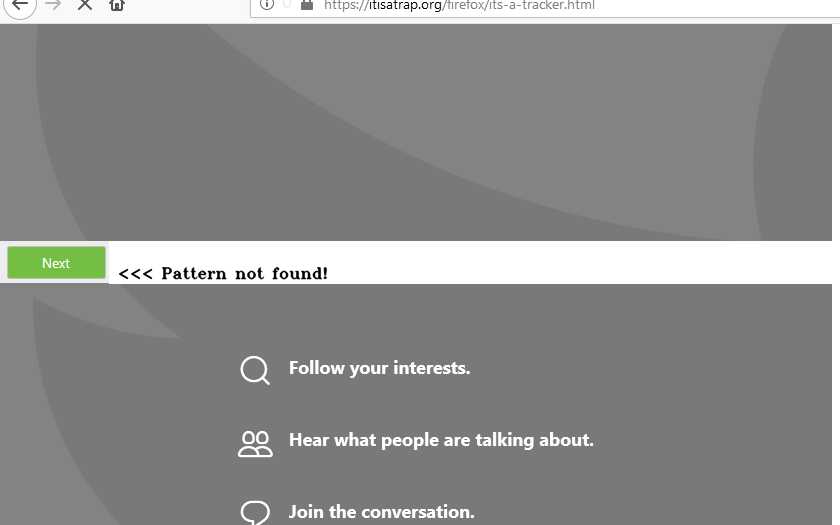 https://itisatrap.org/firefox/its-a-tracker.html
Next
<<< Pattern not found!
Follow your interests.
Hear what people are talking about.
Join the conversation.